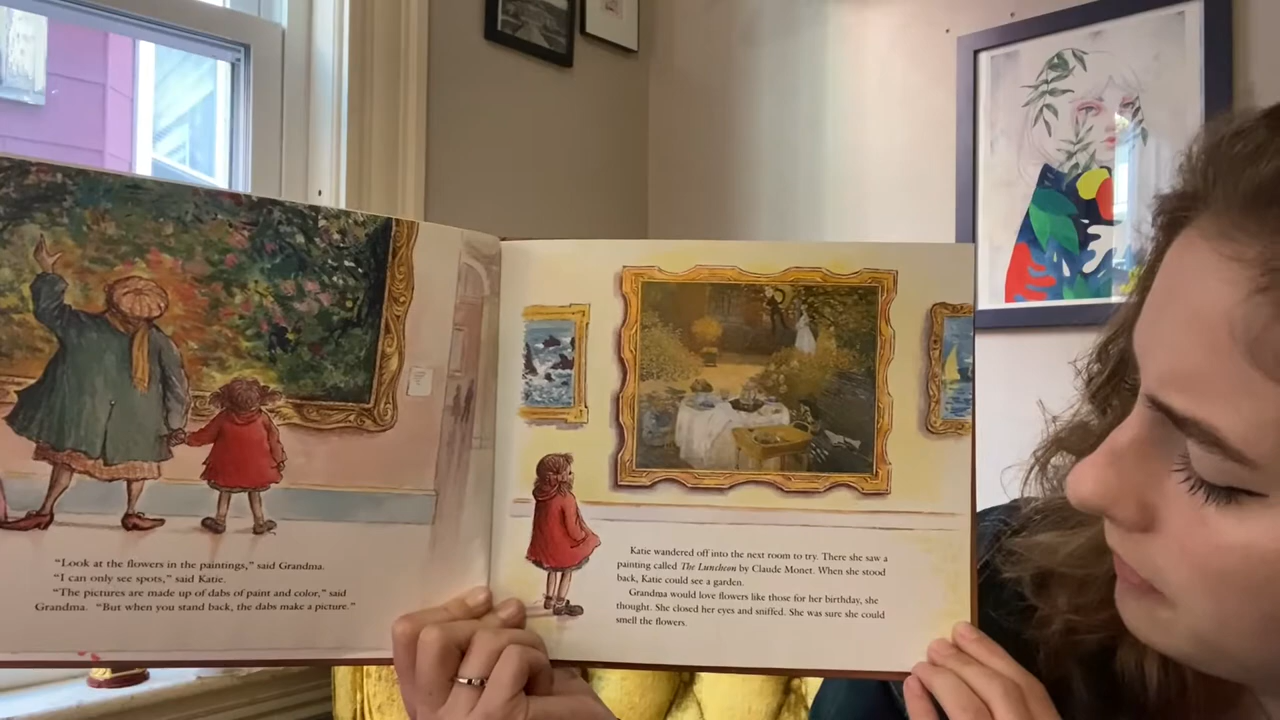 "Look at the flowers in the paintings," said Grandma.
"I can only see spots," said Katie.
"The pictures are made up of dabs of paint and color," said
Grandma. "But when you stand back, the dabs make a picture."
Katie wandered off into the next room to try. There she saw a
painting called The Luncheon by Claude Monet. When she stood
back, Katie could see a garden.
Grandma would love flowers like those for her birthday, she
thought. She closed her eyes and sniffed. She was sure she could
smell the flowers.